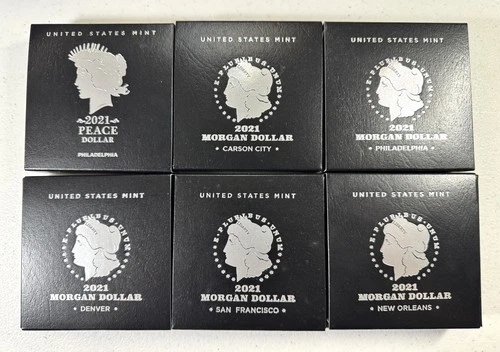 UNITED STATES MINT
2021
PEACE
DOLLAR
PHILADELPHIA
UNITED STATES MINT
E·PLURIBUS·UNUM
2021
MORGAN DOLLAR
* CARSON CITY *
UNITED STATES MINT
E·PLURIBUS·UNUM
2021
MORGAN DOLLAR
* PHILADELPHIA *
UNITED STATES MINT
E·PLURIBUS·UNUM
2021
MORGAN DOLLAR
* DENVER *
UNITED STATES MINT
E·PLURIBUS·UNUM
2021
MORGAN DOLLAR
* SAN FRANCISCO *
UNITED STATES MINT
E·PLURIBUS·UNUM
2021
MORGAN DOLLAR
* NEW ORLEANS *